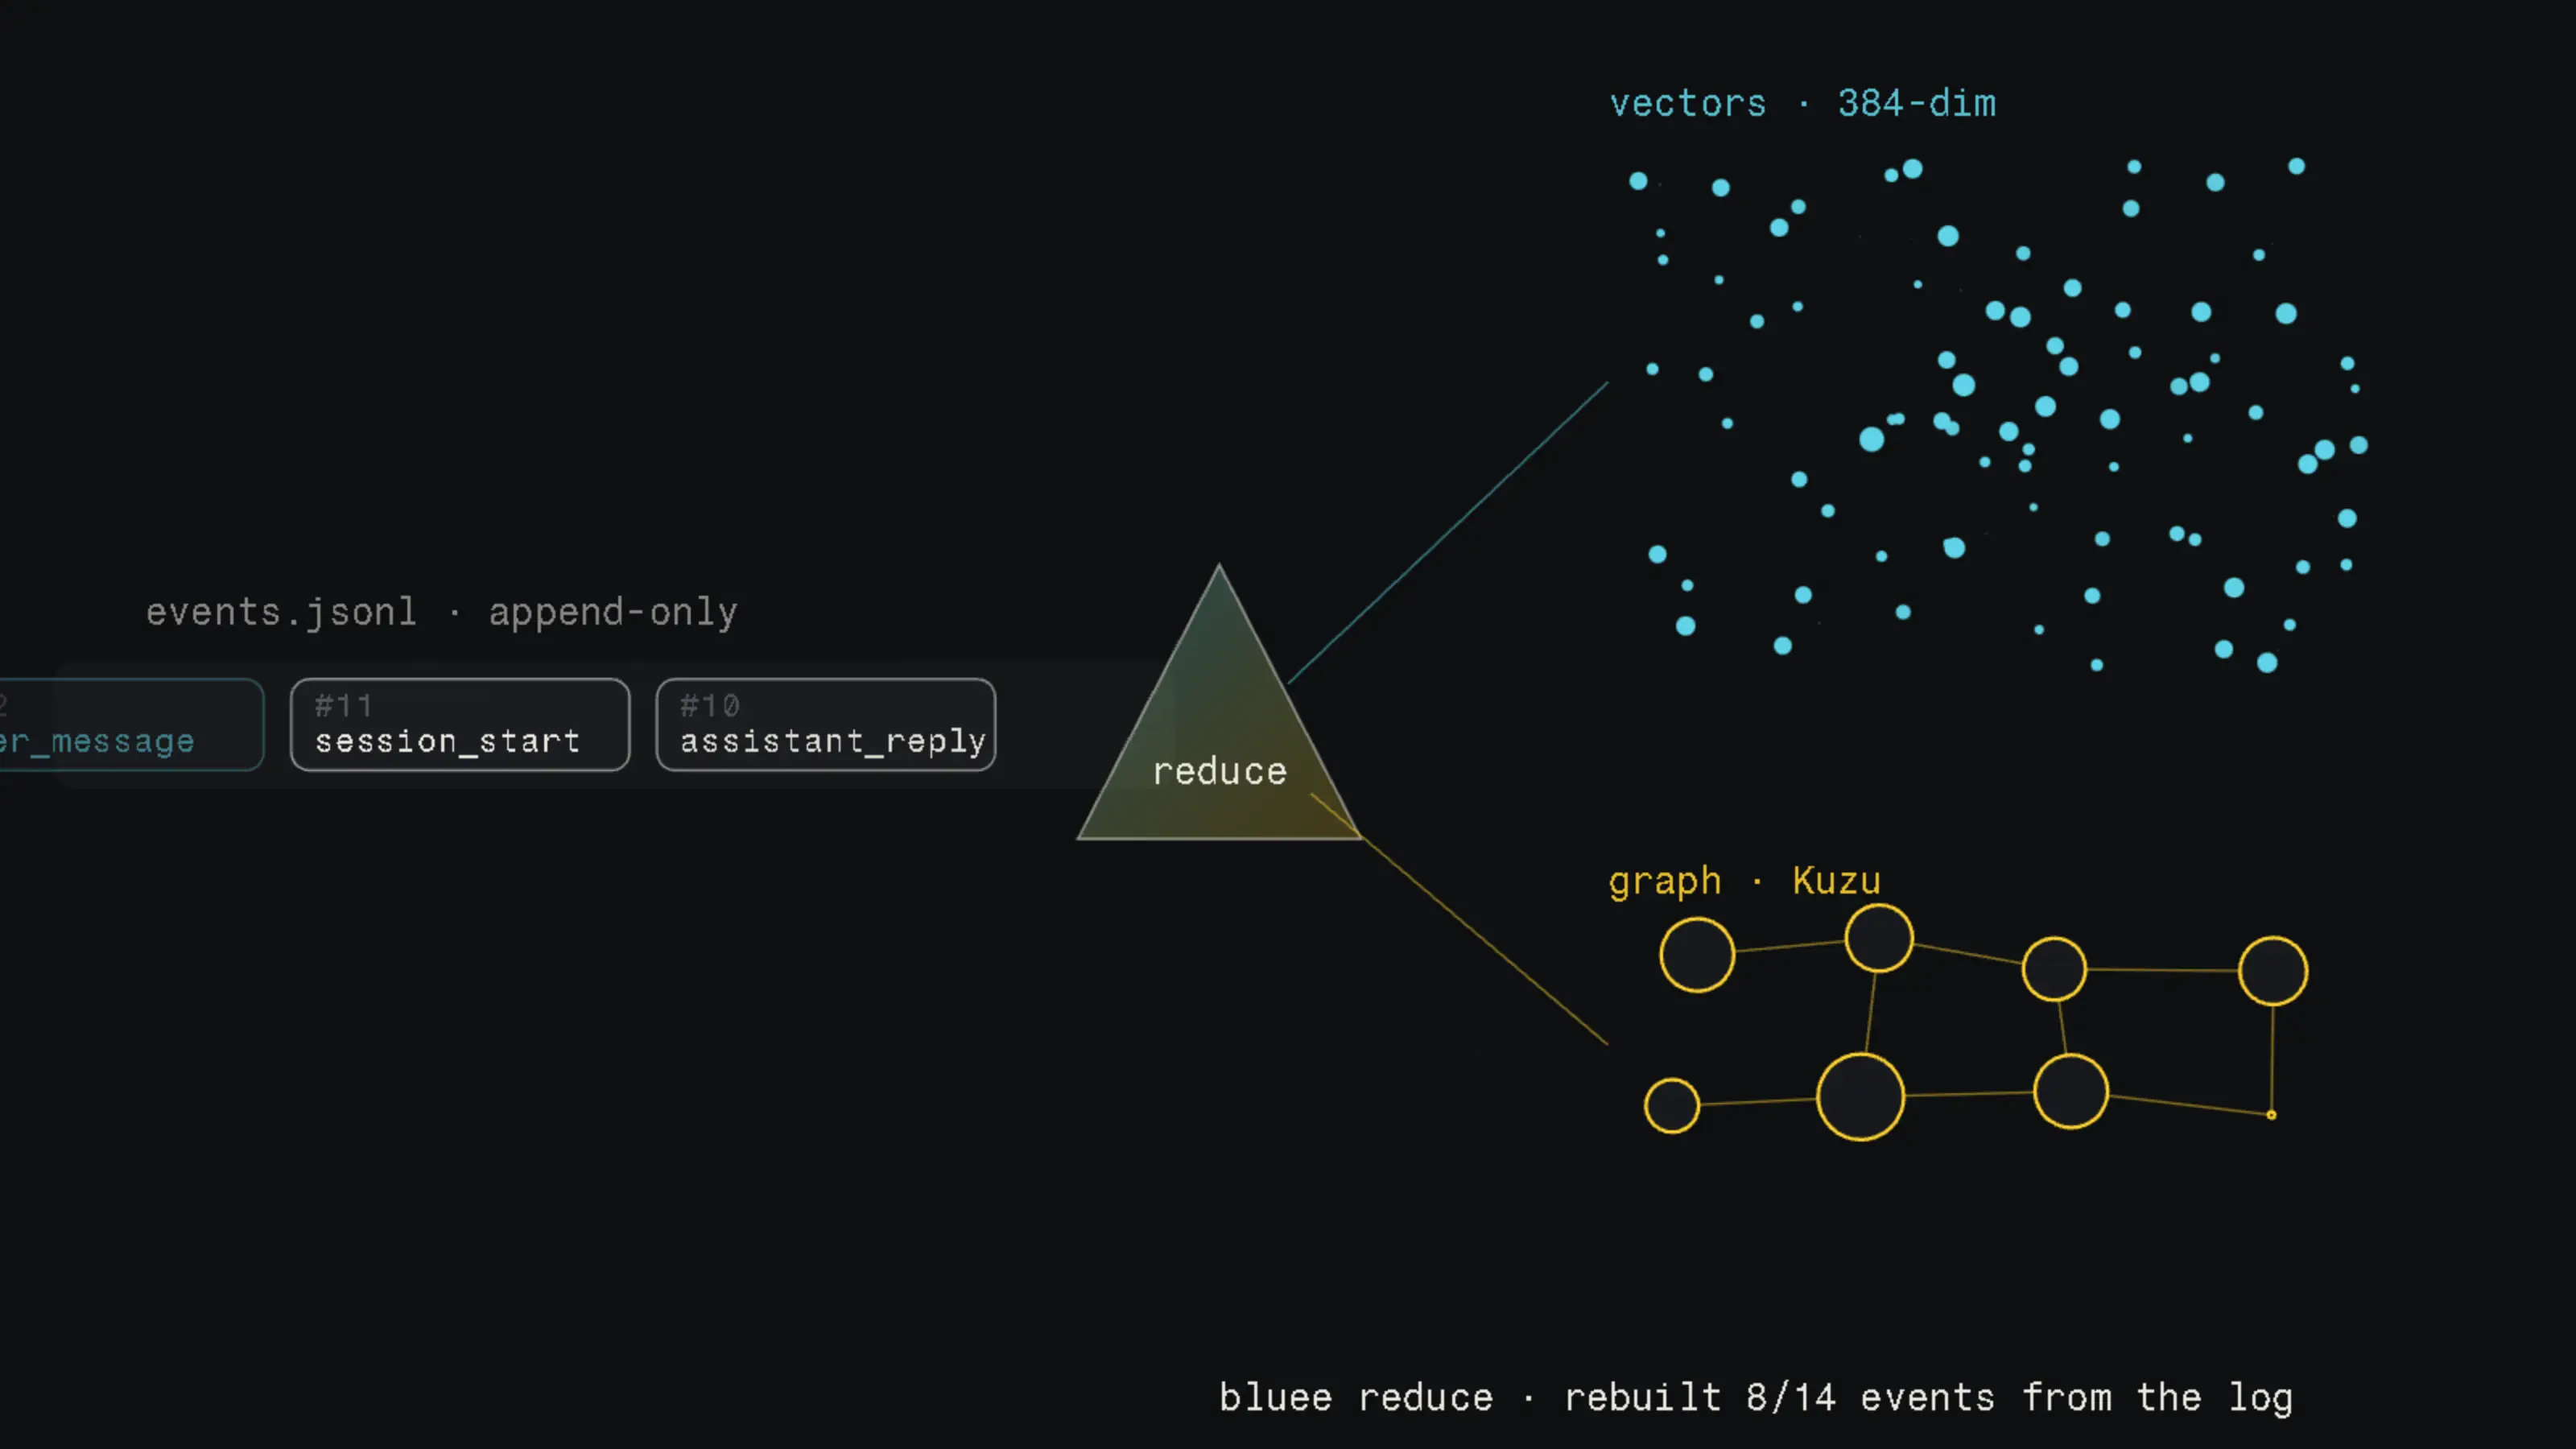 vectors · 384-dim
events.jsonl · append-only
#11
session_start
#10
assistant_reply
er_message
reduce
graph · Kuzu
bluee reduce · rebuilt 8/14 events from the log